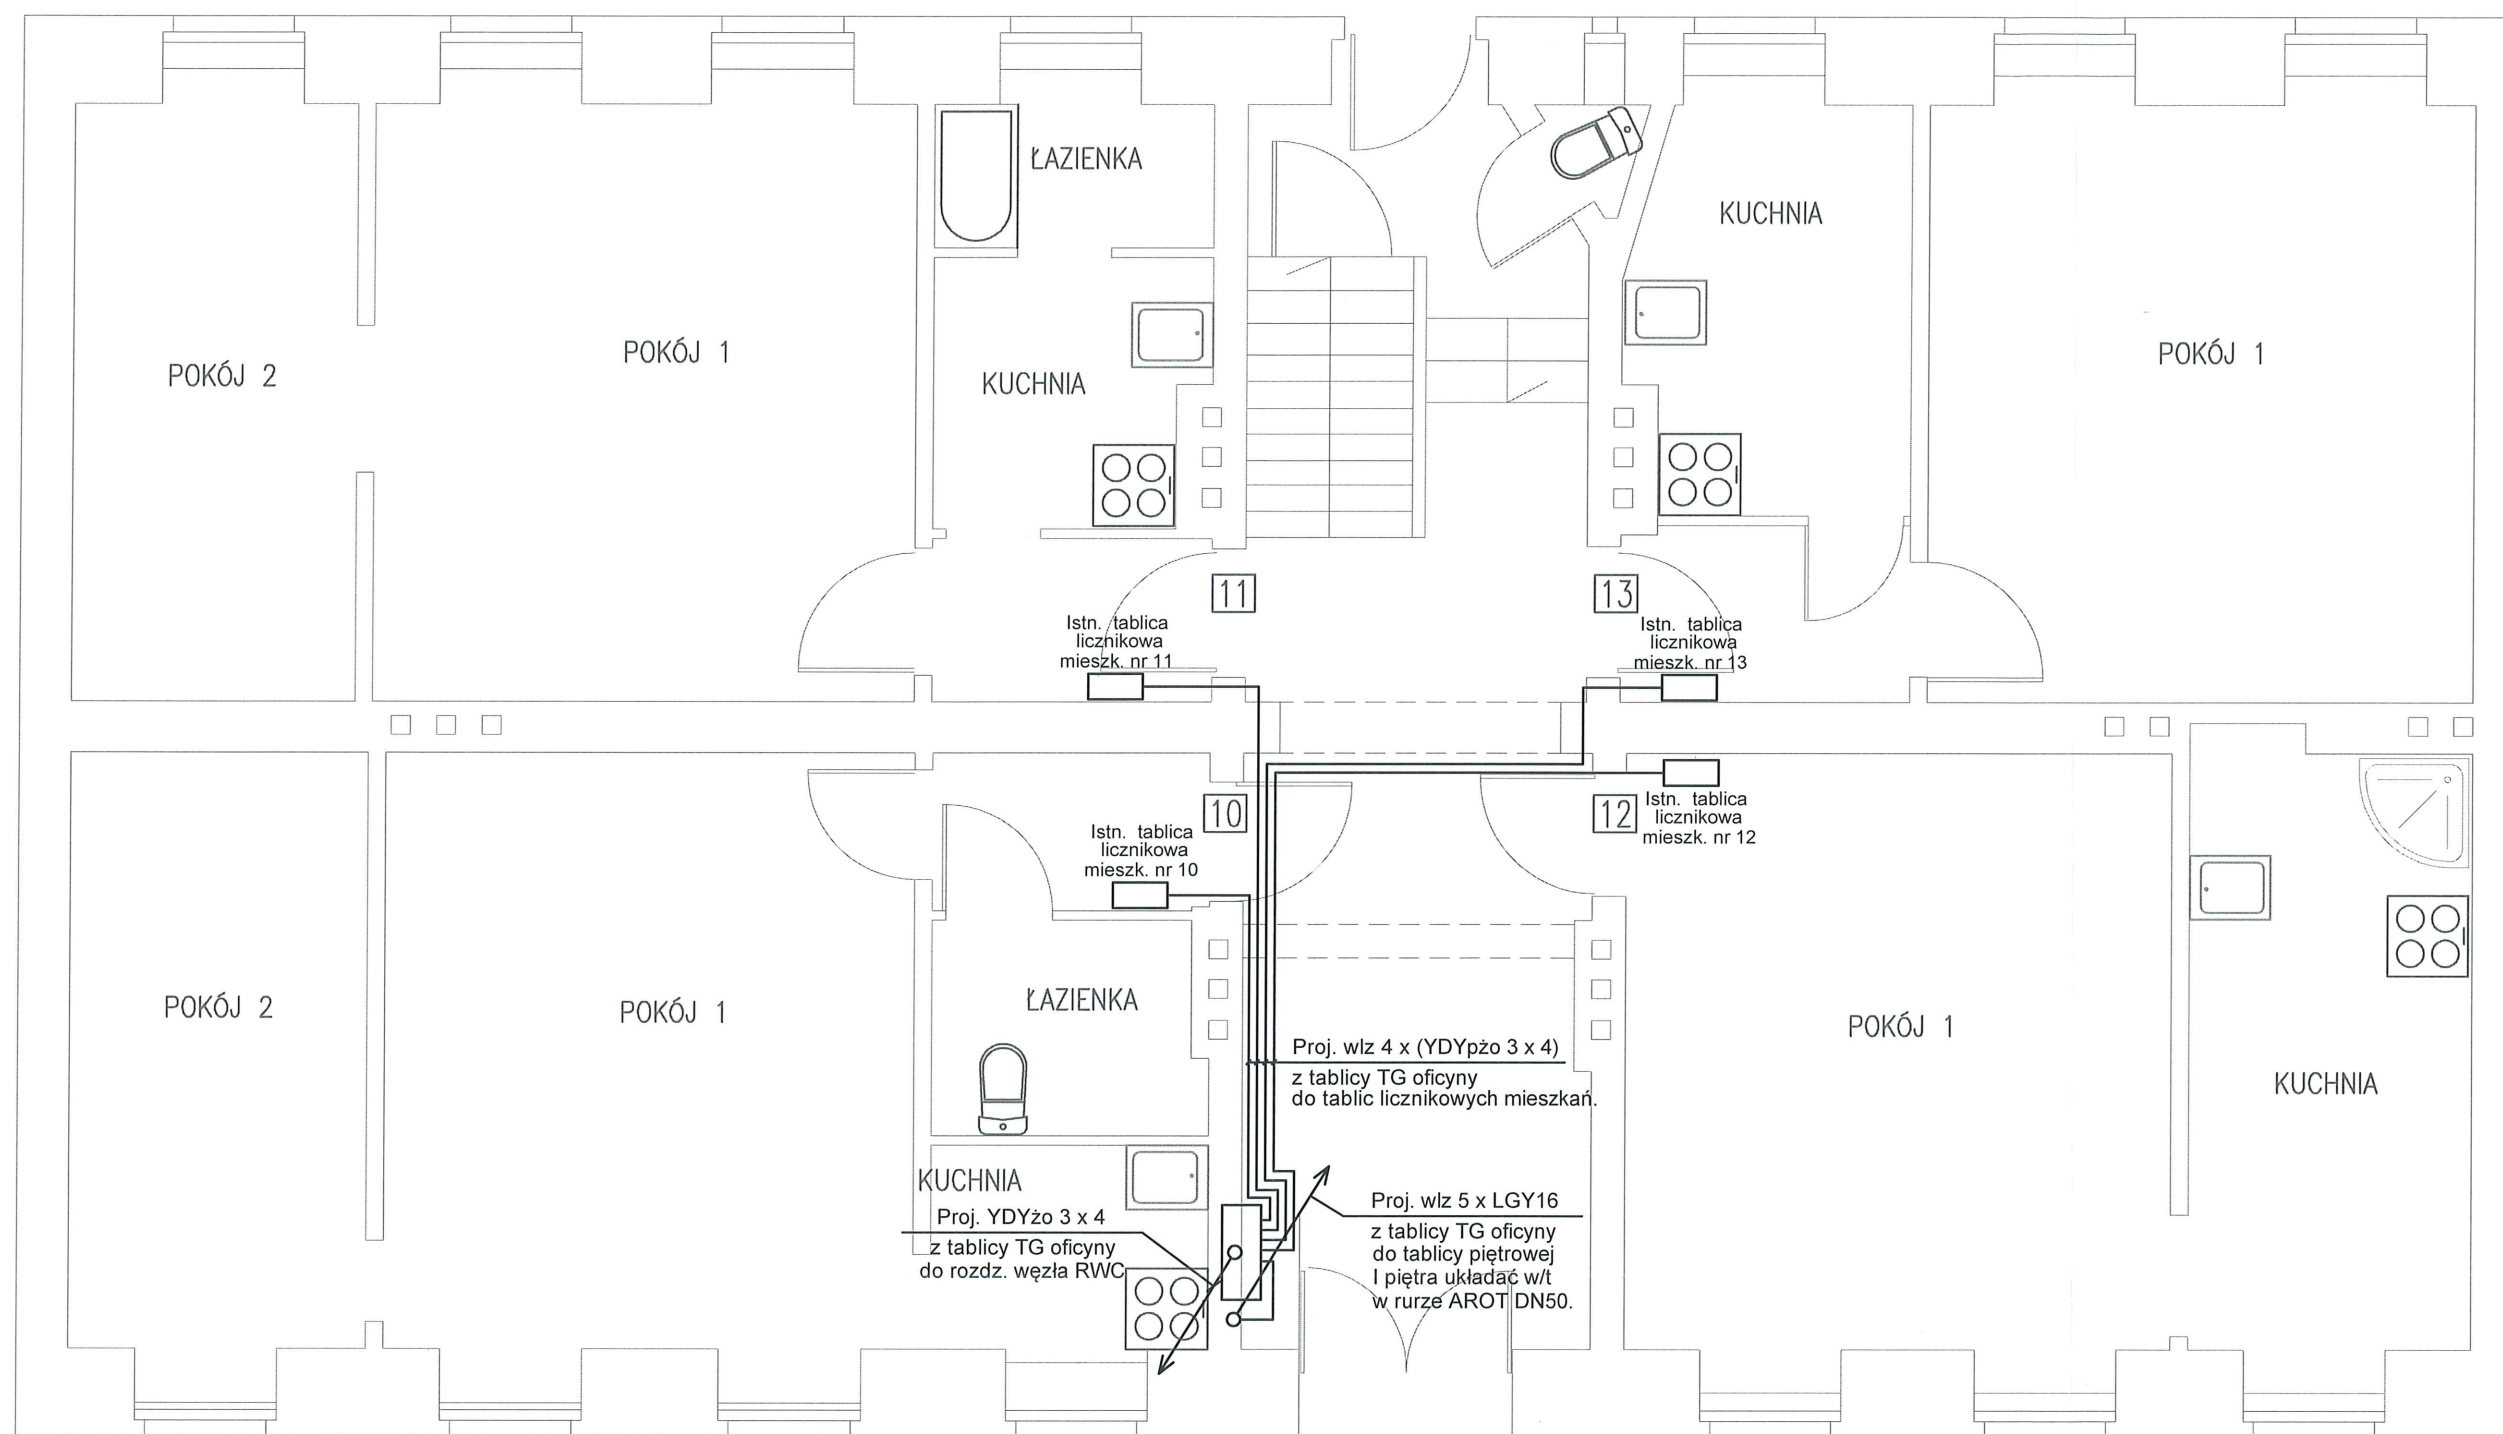 ŁAZIENKA
KUCHNIA
POKÓJ 2
POKÓJ 1
KUCHNIA
POKÓJ 1
11
13
Istn. tablica
licznikowa
mieszk. nr 11
Istn. tablica
licznikowa
mieszk. nr 13
10
12
Istn. tablica
licznikowa
mieszk. nr 10
Istn. tablica
licznikowa
mieszk. nr 12
POKÓJ 2
POKÓJ 1
ŁAZIENKA
POKÓJ 1
KUCHNIA
Proj. wlz 4 x (YDYpżo 3 x 4)
z tablicy TG oficyny
do tablic licznikowych mieszkań.
KUCHNIA
Proj. YDYżo 3 x 4
z tablicy TG oficyny
do rozdz. węzła RWC
Proj. wlz 5 x LGY16
z tablicy TG oficyny
do tablicy piętrowej
I piętra układać w/t
w rurze AROT DN50.